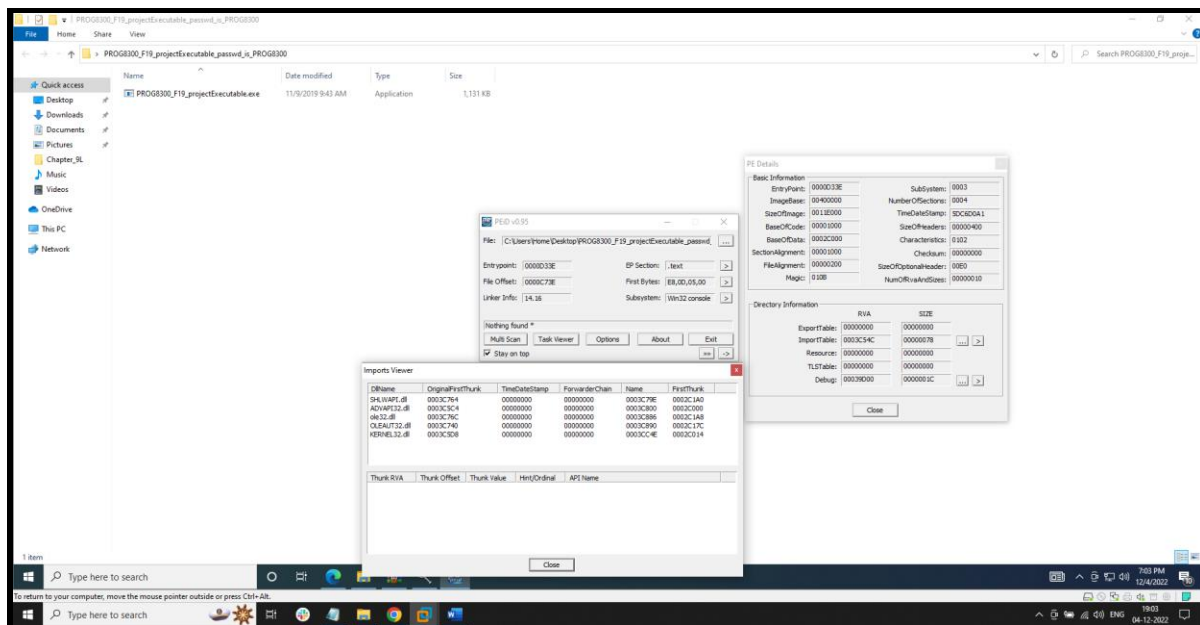 PROG8300_F19_projectExecutable_passwd_is_PROG8300
File Home Share View
PROG8300_F19_projectExecutable_passwd_is_PROG8300
Search PROG8300_F19_proje...
Name Date modified Type Size
PROG8300_F19_projectExecutable.exe 11/9/2019 9:43 AM Application 1,131 KB
Quick access
Desktop
Downloads
Documents
Pictures
Chapter_9L
Music
Videos
OneDrive
This PC
Network
PEiD v0.95
File: C:\Users\Home\Desktop\PROG8300_F19_projectExecutable_passwd_ ...
Entrypoint: 0000D33E EP Section: .text >
File Offset: 0000C73E First Bytes: E8,0D,05,00 >
Linker Info: 14.16 Subsystem: Win32 console >
Nothing found *
Multi Scan Task Viewer Options About Exit
Stay on top >> ->
PE Details
Basic Information
EntryPoint: 0000D33E SubSystem: 0003
ImageBase: 00400000 NumberOfSections: 0004
SizeOfImage: 0011E000 TimeDateStamp: 5DC6D0A1
BaseOfCode: 00001000 SizeOfHeaders: 00000400
BaseOfData: 0002C000 Characteristics: 0102
SectionAlignment: 00001000 Checksum: 00000000
FileAlignment: 00000200 SizeOfOptionalHeader: 00E0
Magic: 010B NumOfRvaAndSizes: 00000010
Directory Information
RVA SIZE
ExportTable: 00000000 00000000
ImportTable: 0003C54C 00000078 ... >
Resource: 00000000 00000000
TLSTable: 00000000 00000000
Debug: 00039D00 0000001C ... >
Close
Imports Viewer
DllName OriginalFirstThunk TimeDateStamp ForwarderChain Name FirstThunk
SHLWAPI.dll 0003C764 00000000 00000000 0003C79E 0002C1A0
ADVAPI32.dll 0003C5C4 00000000 00000000 0003C800 0002C000
ole32.dll 0003C76C 00000000 00000000 0003C886 0002C1A8
OLEAUT32.dll 0003C740 00000000 00000000 0003C890 0002C17C
KERNEL32.dll 0003C5D8 00000000 00000000 0003CC4E 0002C014
Thunk RVA Thunk Offset Thunk Value Hint/Ordinal API Name
Close
1 item
Type here to search
7:03 PM
12/4/2022
To return to your computer, move the mouse pointer outside or press Ctrl+Alt.
Type here to search
ENG
19:03
04-12-2022